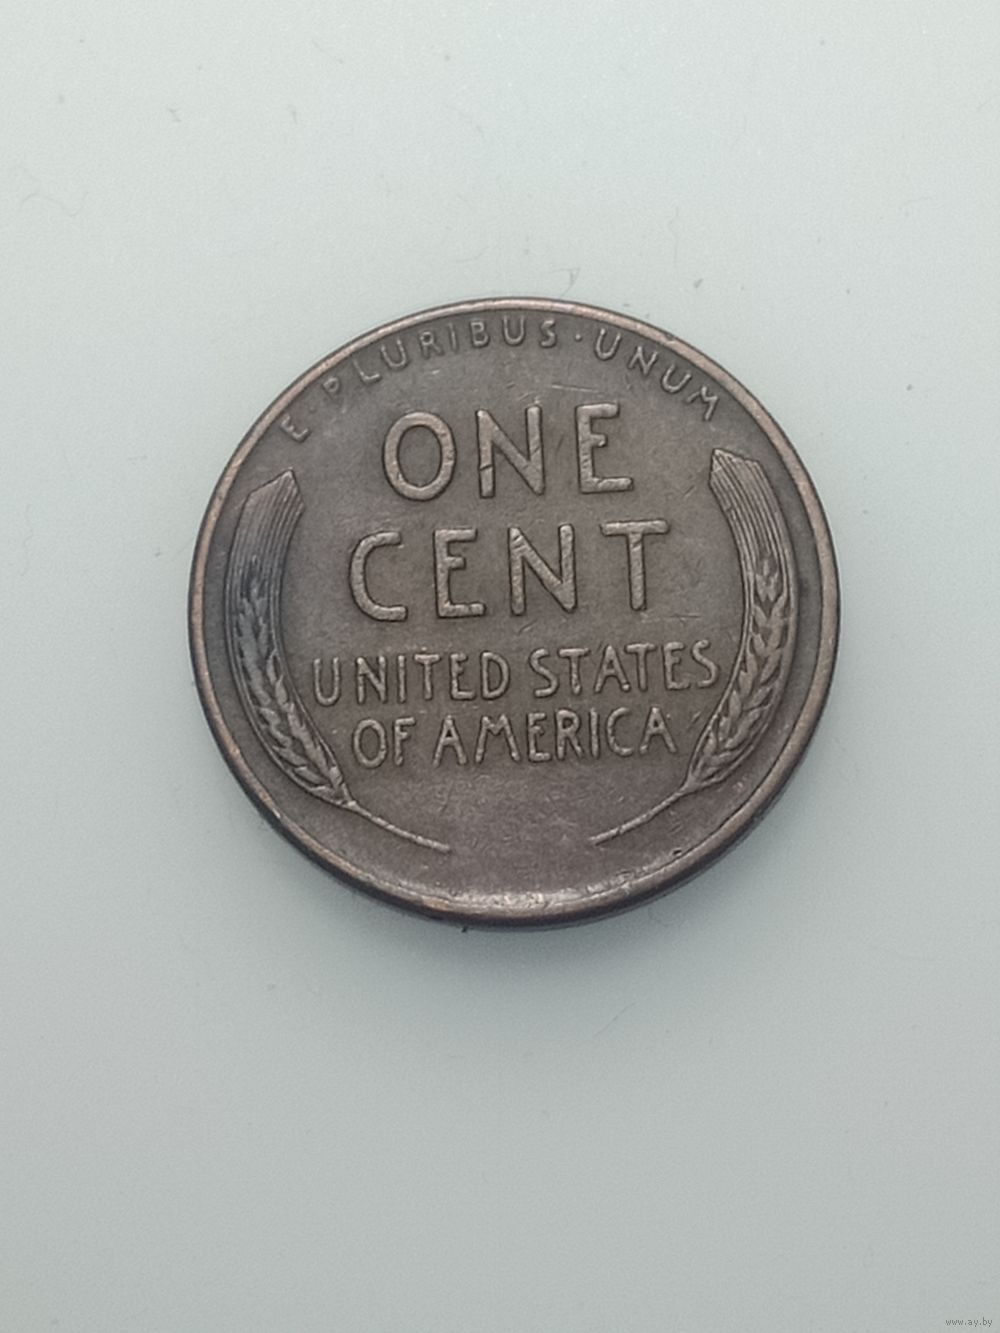 E · PLURIBUS · UNUM
ONE
CENT
UNITED STATES
OF AMERICA
www.ay.by